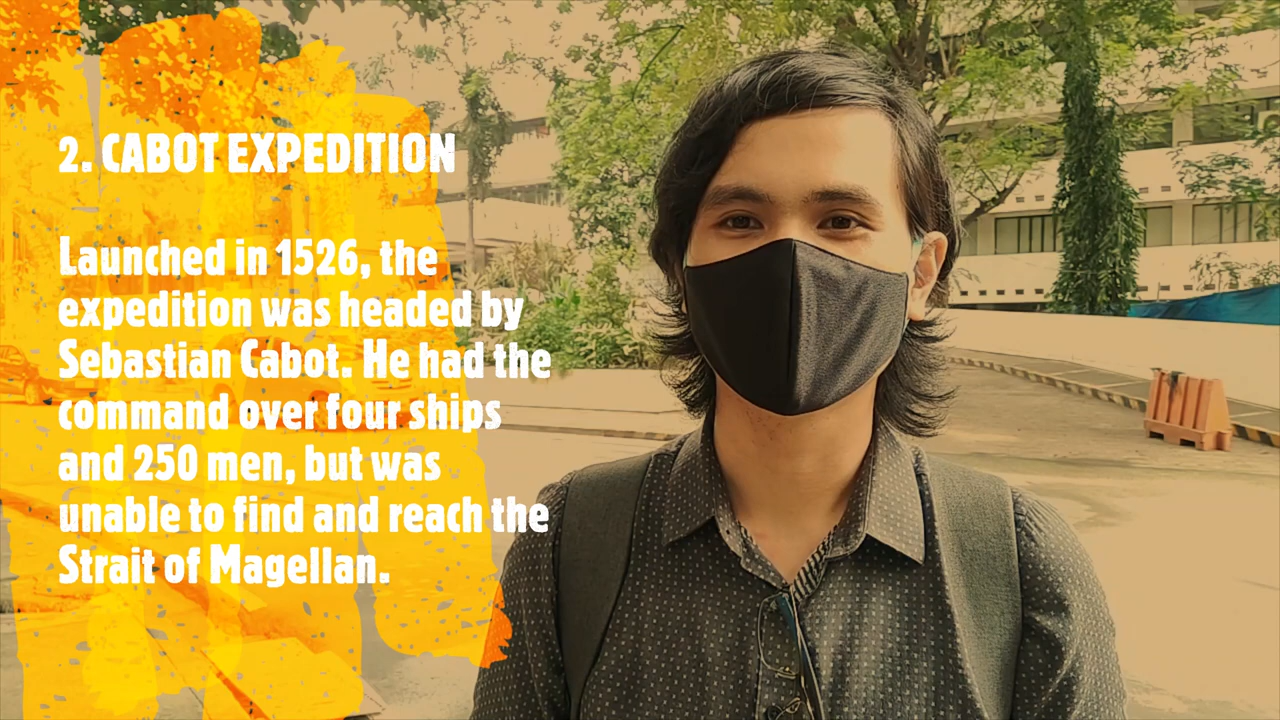 2. CABOT EXPEDITION
Launched in 1526, the
expedition was headed by
Sebastian Cabot. He had the
command over four ships
and 250 men, but was
unable to find and reach the
Strait of Magellan.